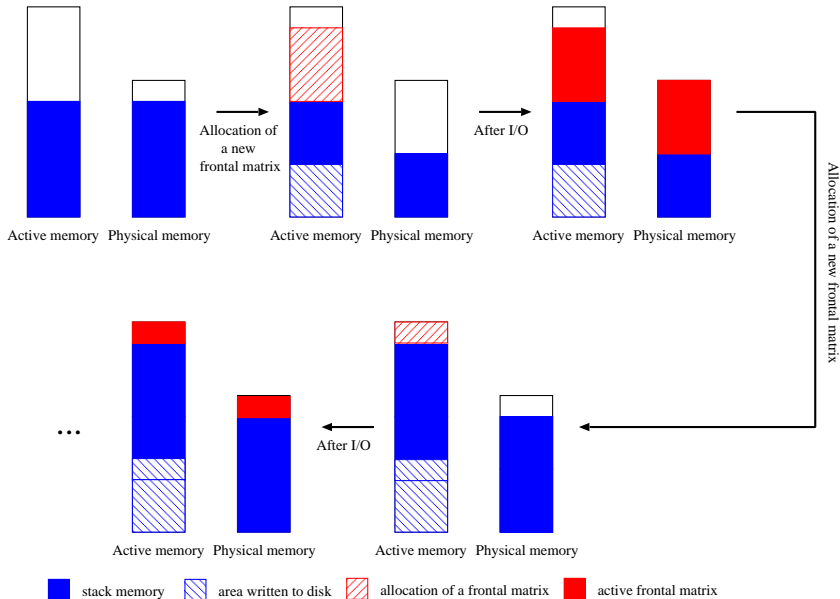 Allocation of
a new
frontal matrix
After I/O
Active memory
Physical memory
Active memory
Physical memory
Active memory
Physical memory
Allocation of a new frontal matrix
...
After I/O
Active memory
Physical memory
Active memory
Physical memory
stack memory
area written to disk
allocation of a frontal matrix
active frontal matrix